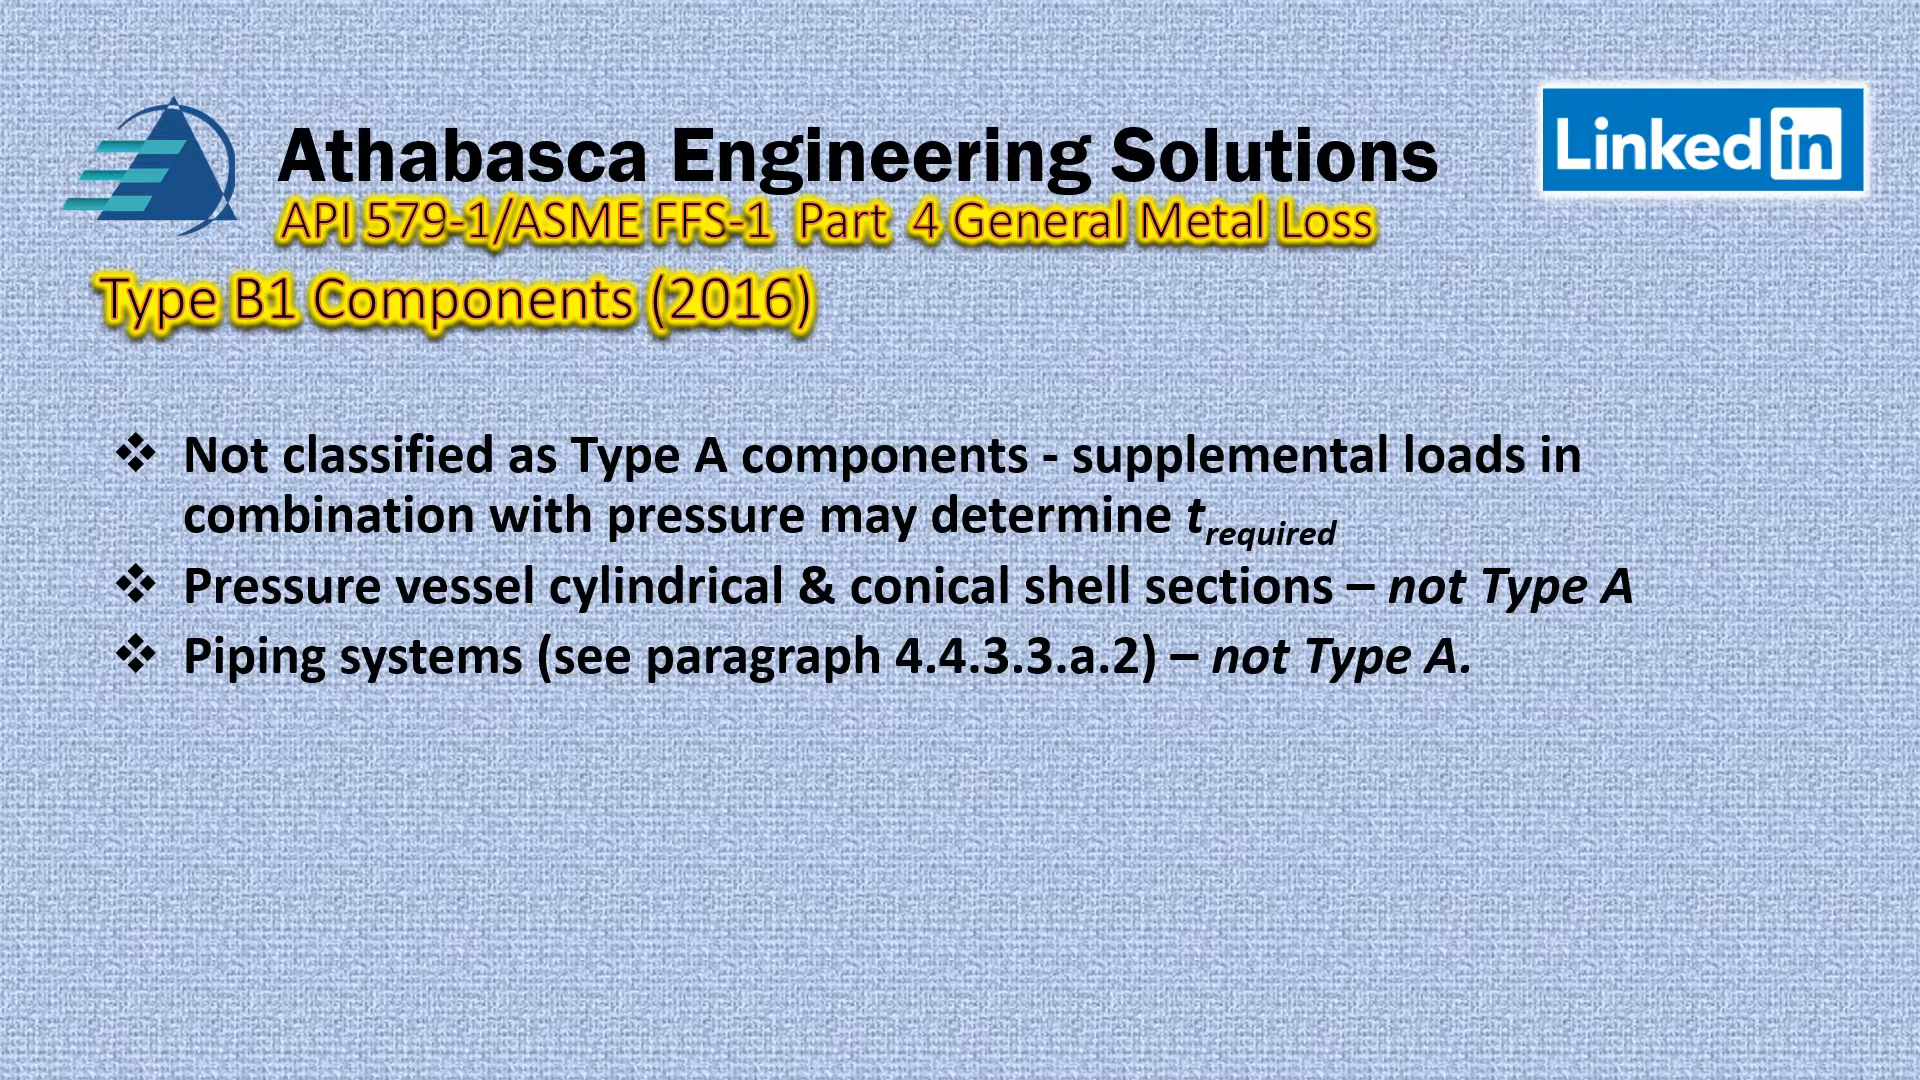 Athabasca Engineering Solutions
LinkedIn
API 579-1/ASME FFS-1 Part 4 General Metal Loss
Type B1 Components (2016)
❖ Not classified as Type A components - supplemental loads in
combination with pressure may determine t required
❖ Pressure vessel cylindrical & conical shell sections – not Type A
❖ Piping systems (see paragraph 4.4.3.3.a.2) – not Type A.